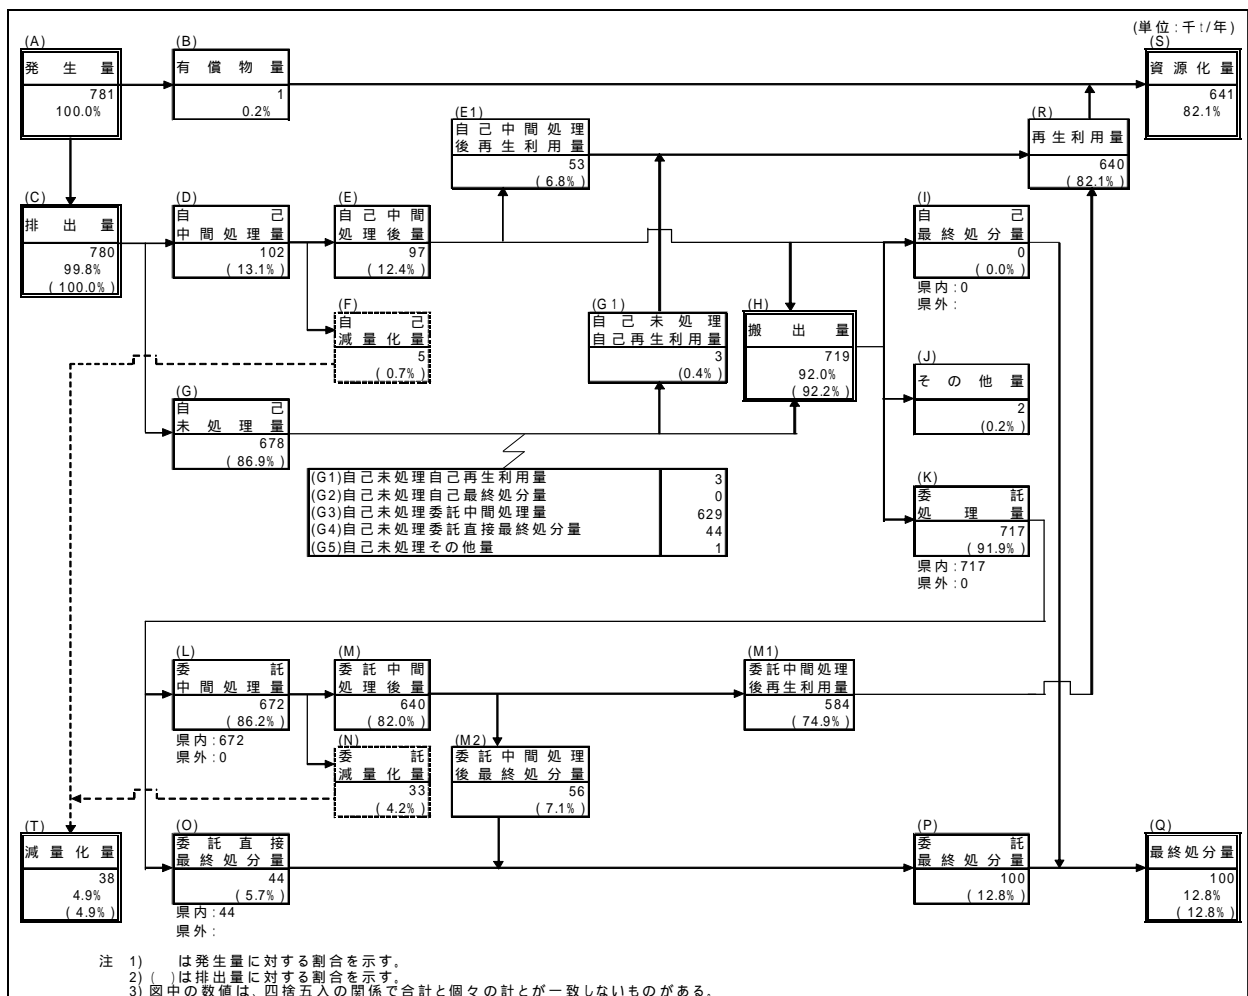 (単位:千t/年)
(A)
発生量
781
100.0%
(B)
有償物量
1
0.2%
(S)
資源化量
641
82.1%
(E1)
自己中間処理
後再生利用量
53
(6.8%)
(R)
再生利用量
640
(82.1%)
(C)
排出量
780
99.8%
(100.0%)
(D)
自己
中間処理量
102
(13.1%)
(E)
自己中間
処理後量
97
(12.4%)
(I)
自己
最終処分量
0
(0.0%)
県内:0
県外:
(F)
自己
減量化量
5
(0.7%)
(G1)
自己未処理
自己再生利用量
3
(0.4%)
(H)
搬出量
719
92.0%
(92.2%)
(J)
その他量
2
(0.2%)
(G)
自己
未処理量
678
(86.9%)
(G1)自己未処理自己再生利用量 3
(G2)自己未処理自己最終処分量 0
(G3)自己未処理委託中間処理量 629
(G4)自己未処理委託直接最終処分量 44
(G5)自己未処理その他量 1
(K)
委託
処理量
717
(91.9%)
県内:717
県外:0
(L)
委託
中間処理量
672
(86.2%)
県内:672
県外:0
(M)
委託中間
処理後量
640
(82.0%)
(M1)
委託中間処理
後再生利用量
584
(74.9%)
(N)
委託
減量化量
33
(4.2%)
(M2)
委託中間処理
後最終処分量
56
(7.1%)
(T)
減量化量
38
4.9%
(4.9%)
(O)
委託直接
最終処分量
44
(5.7%)
県内:44
県外:
(P)
委託
最終処分量
100
(12.8%)
(Q)
最終処分量
100
12.8%
(12.8%)
注 1) は発生量に対する割合を示す。
2)( )は排出量に対する割合を示す。
3)図中の数値は、四捨五入の関係で合計と個々の計とが一致しないものがある。